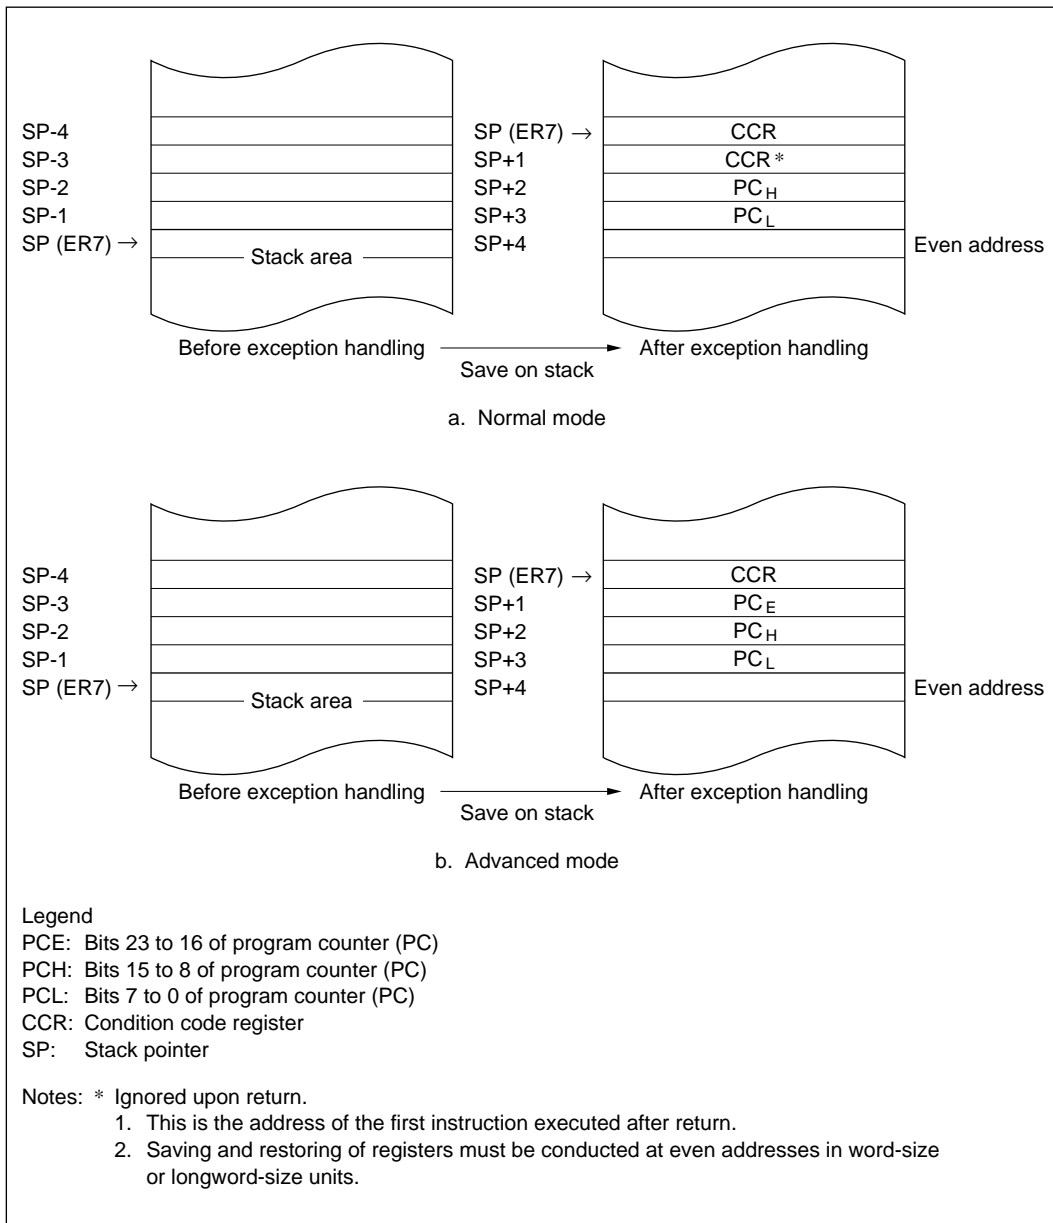 SP-4 SP (ER7) → CCR
SP-3 SP+1 CCR *
SP-2 SP+2 PCH
SP-1 SP+3 PCL
SP (ER7) → SP+4 Even address
Stack area
Before exception handling After exception handling
Save on stack
a. Normal mode
SP-4 SP (ER7) → CCR
SP-3 SP+1 PCE
SP-2 SP+2 PCH
SP-1 SP+3 PCL
SP (ER7) → SP+4 Even address
Stack area
Before exception handling After exception handling
Save on stack
b. Advanced mode
Legend
PCE: Bits 23 to 16 of program counter (PC)
PCH: Bits 15 to 8 of program counter (PC)
PCL: Bits 7 to 0 of program counter (PC)
CCR: Condition code register
SP: Stack pointer
Notes: * Ignored upon return.
1. This is the address of the first instruction executed after return.
2. Saving and restoring of registers must be conducted at even addresses in word-size
or longword-size units.